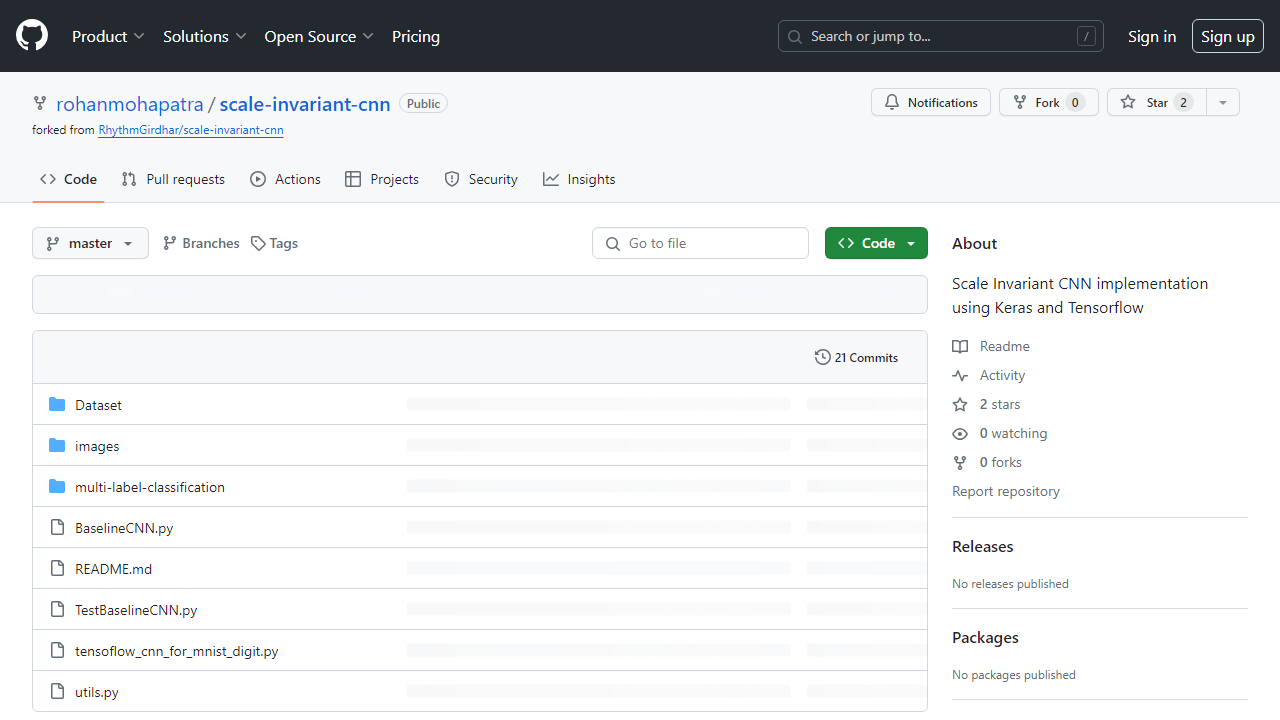 Product Solutions Open Source Pricing Search or jump to... / Sign in Sign up
rohanmohapatra / scale-invariant-cnn Public Notifications Fork 0 Star 2
forked from RhythmGirdhar/scale-invariant-cnn
Code Pull requests Actions Projects Security Insights
master Branches Tags Go to file Code
21 Commits
Dataset
images
multi-label-classification
BaselineCNN.py
README.md
TestBaselineCNN.py
tensoflow_cnn_for_mnist_digit.py
utils.py
About
Scale Invariant CNN implementation
using Keras and Tensorflow
Readme
Activity
2 stars
0 watching
0 forks
Report repository
Releases
No releases published
Packages
No packages published